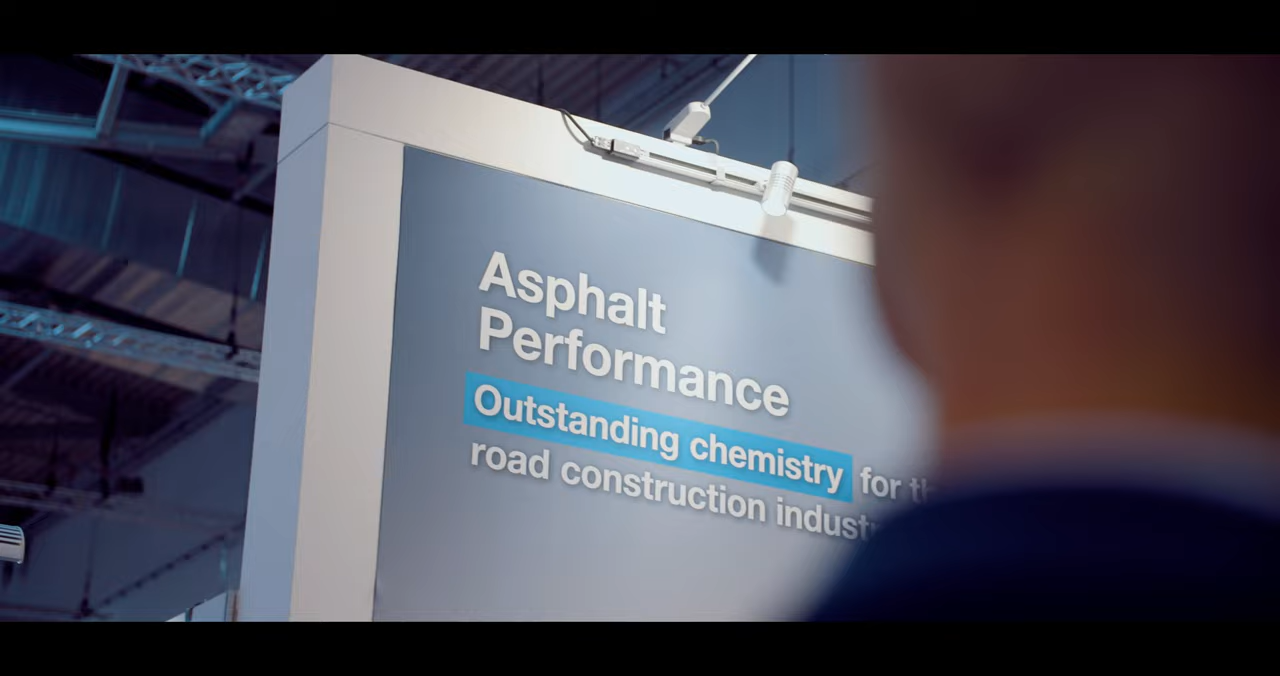 Asphalt
Performance
Outstanding chemistry for
road construction